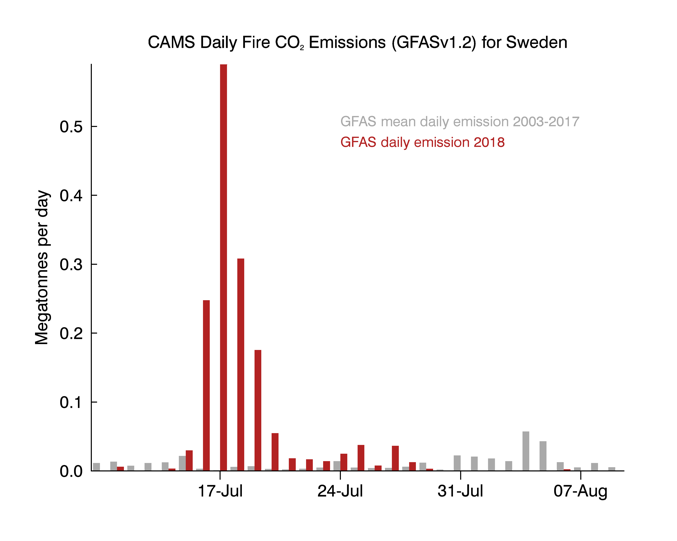 CAMS Daily Fire CO₂ Emissions (GFASv1.2) for Sweden
GFAS mean daily emission 2003-2017
GFAS daily emission 2018
Megatonnes per day
0.5
0.4
0.3
0.2
0.1
0.0
17-Jul 24-Jul 31-Jul 07-Aug